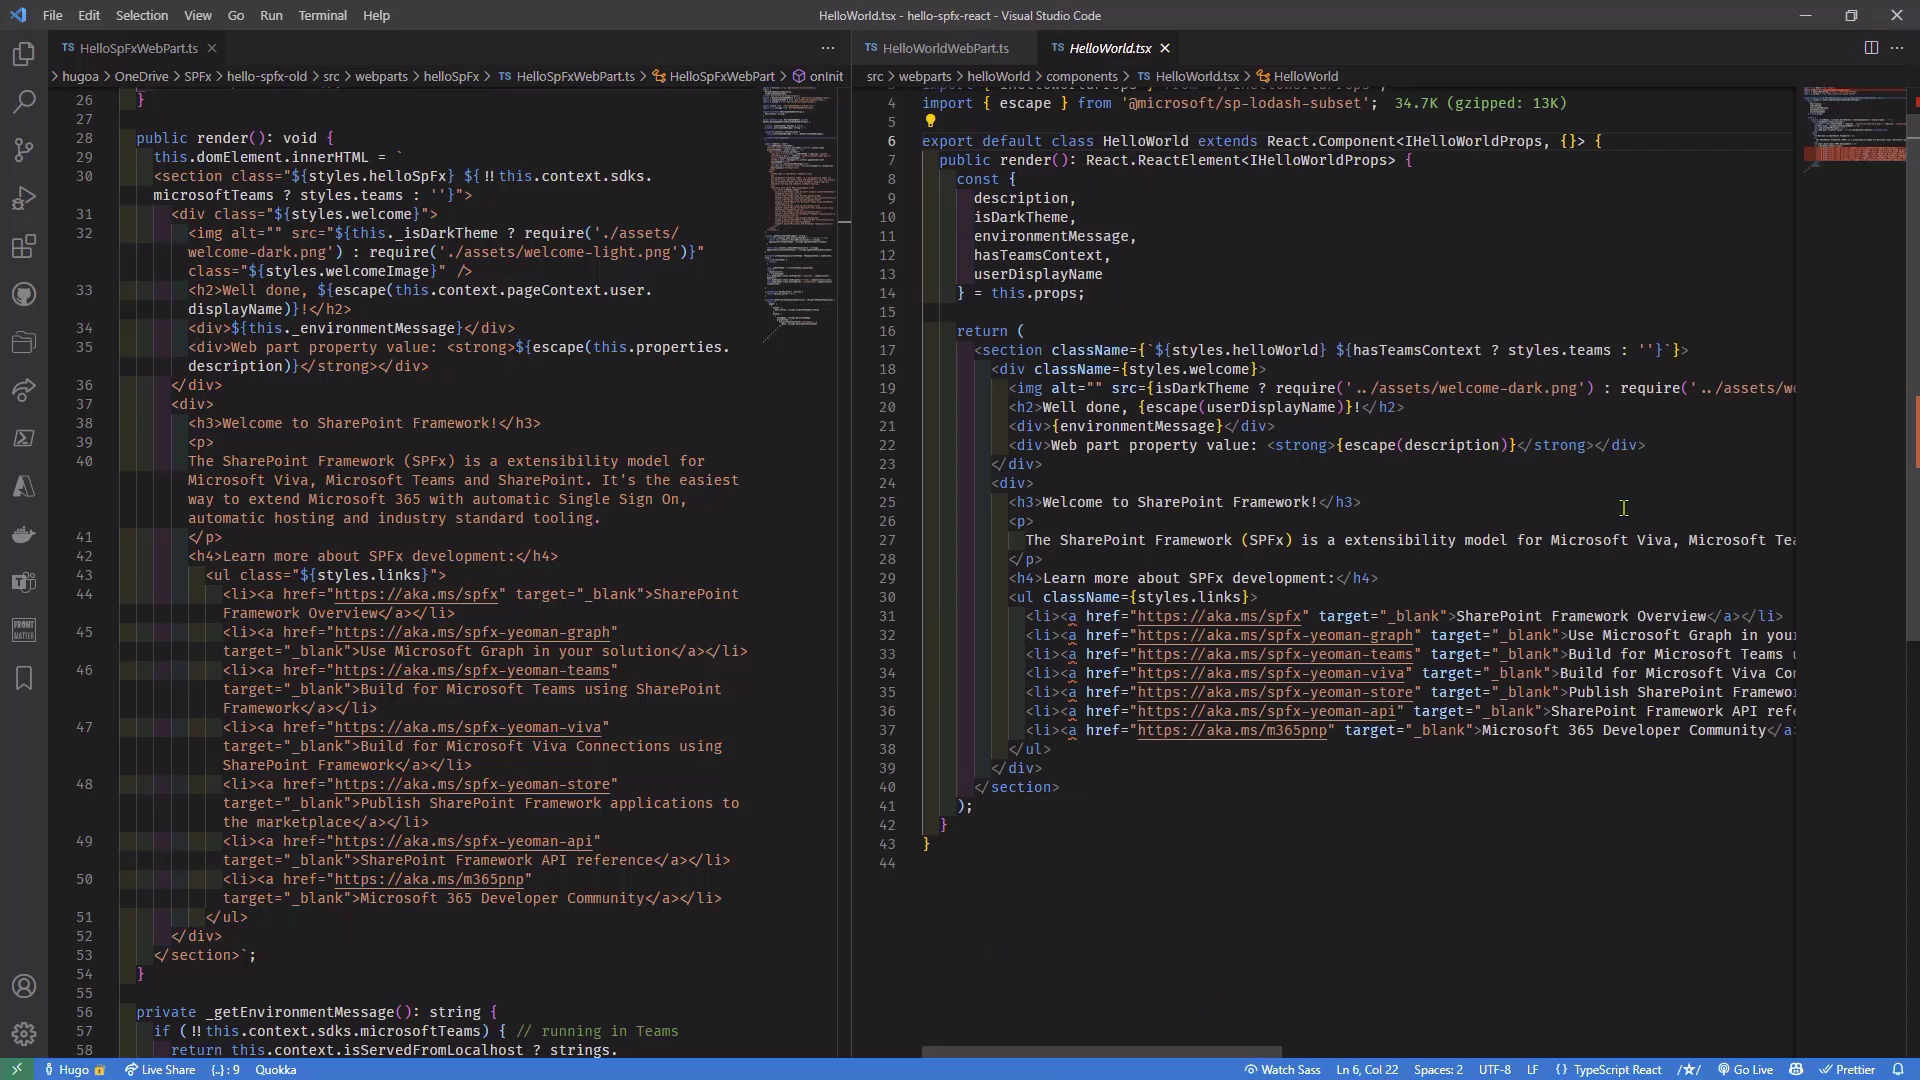 File Edit Selection View Go Run Terminal Help
HelloWorld.tsx - hello-spfx-react - Visual Studio Code
TS HelloSpFxWebPart.ts
hugoa > OneDrive > SPFx > hello-spfx-old > src > webparts > helloSpFx > TS HelloSpFxWebPart.ts > HelloSpFxWebPart > onInit
26 }
27
28 public render(): void {
29 this.domElement.innerHTML = `
30 <section class="${styles.helloSpFx} ${!!this.context.sdks.
microsoftTeams ? styles.teams : ''}">
31 <div class="${styles.welcome}">
32 <img alt="" src="${this._isDarkTheme ? require('./assets/
welcome-dark.png') : require('./assets/welcome-light.png')}"
class="${styles.welcomeImage}" />
33 <h2>Well done, ${escape(this.context.pageContext.user.
displayName)}!</h2>
34 <div>${this._environmentMessage}</div>
35 <div>Web part property value: <strong>${escape(this.properties.
description)}</strong></div>
36 </div>
37 <div>
38 <h3>Welcome to SharePoint Framework!</h3>
39 <p>
40 The SharePoint Framework (SPFx) is a extensibility model for
Microsoft Viva, Microsoft Teams and SharePoint. It's the easiest
way to extend Microsoft 365 with automatic Single Sign On,
automatic hosting and industry standard tooling.
41 </p>
42 <h4>Learn more about SPFx development:</h4>
43 <ul class="${styles.links}">
44 <li><a href="https://aka.ms/spfx" target="_blank">SharePoint
Framework Overview</a></li>
45 <li><a href="https://aka.ms/spfx-yeoman-graph"
target="_blank">Use Microsoft Graph in your solution</a></li>
46 <li><a href="https://aka.ms/spfx-yeoman-teams"
target="_blank">Build for Microsoft Teams using SharePoint
Framework</a></li>
47 <li><a href="https://aka.ms/spfx-yeoman-viva"
target="_blank">Build for Microsoft Viva Connections using
SharePoint Framework</a></li>
48 <li><a href="https://aka.ms/spfx-yeoman-store"
target="_blank">Publish SharePoint Framework applications to
the marketplace</a></li>
49 <li><a href="https://aka.ms/spfx-yeoman-api"
target="_blank">SharePoint Framework API reference</a></li>
50 <li><a href="https://aka.ms/m365pnp"
target="_blank">Microsoft 365 Developer Community</a></li>
51 </ul>
52 </div>
53 </section>`;
54 }
55
56 private _getEnvironmentMessage(): string {
57 if (!!this.context.sdks.microsoftTeams) { // running in Teams
58 return this.context.isServedFromLocalhost ? strings.
TS HelloWorldWebPart.ts TS HelloWorld.tsx
src > webparts > helloWorld > components > TS HelloWorld.tsx > HelloWorld
4 import { escape } from '@microsoft/sp-lodash-subset'; 34.7K (gzipped: 13K)
5
6 export default class HelloWorld extends React.Component<IHelloWorldProps, {}> {
7 public render(): React.ReactElement<IHelloWorldProps> {
8 const {
9 description,
10 isDarkTheme,
11 environmentMessage,
12 hasTeamsContext,
13 userDisplayName
14 } = this.props;
15
16 return (
17 <section className={`${styles.helloWorld} ${hasTeamsContext ? styles.teams : ''}`}>
18 <div className={styles.welcome}>
19 <img alt="" src={isDarkTheme ? require('../assets/welcome-dark.png') : require('../assets/we
20 <h2>Well done, {escape(userDisplayName)}!</h2>
21 <div>{environmentMessage}</div>
22 <div>Web part property value: <strong>{escape(description)}</strong></div>
23 </div>
24 <div>
25 <h3>Welcome to SharePoint Framework!</h3>
26 <p>
27 The SharePoint Framework (SPFx) is a extensibility model for Microsoft Viva, Microsoft Tea
28 </p>
29 <h4>Learn more about SPFx development:</h4>
30 <ul className={styles.links}>
31 <li><a href="https://aka.ms/spfx" target="_blank">SharePoint Framework Overview</a></li>
32 <li><a href="https://aka.ms/spfx-yeoman-graph" target="_blank">Use Microsoft Graph in your
33 <li><a href="https://aka.ms/spfx-yeoman-teams" target="_blank">Build for Microsoft Teams u
34 <li><a href="https://aka.ms/spfx-yeoman-viva" target="_blank">Build for Microsoft Viva Con
35 <li><a href="https://aka.ms/spfx-yeoman-store" target="_blank">Publish SharePoint Framewor
36 <li><a href="https://aka.ms/spfx-yeoman-api" target="_blank">SharePoint Framework API refe
37 <li><a href="https://aka.ms/m365pnp" target="_blank">Microsoft 365 Developer Community</a>
38 </ul>
39 </div>
40 </section>
41 );
42 }
43 }
44
FRONT
MATTER
Hugo Live Share {..} : 9 Quokka
Watch Sass Ln 6, Col 22 Spaces: 2 UTF-8 LF {} TypeScript React Go Live Prettier